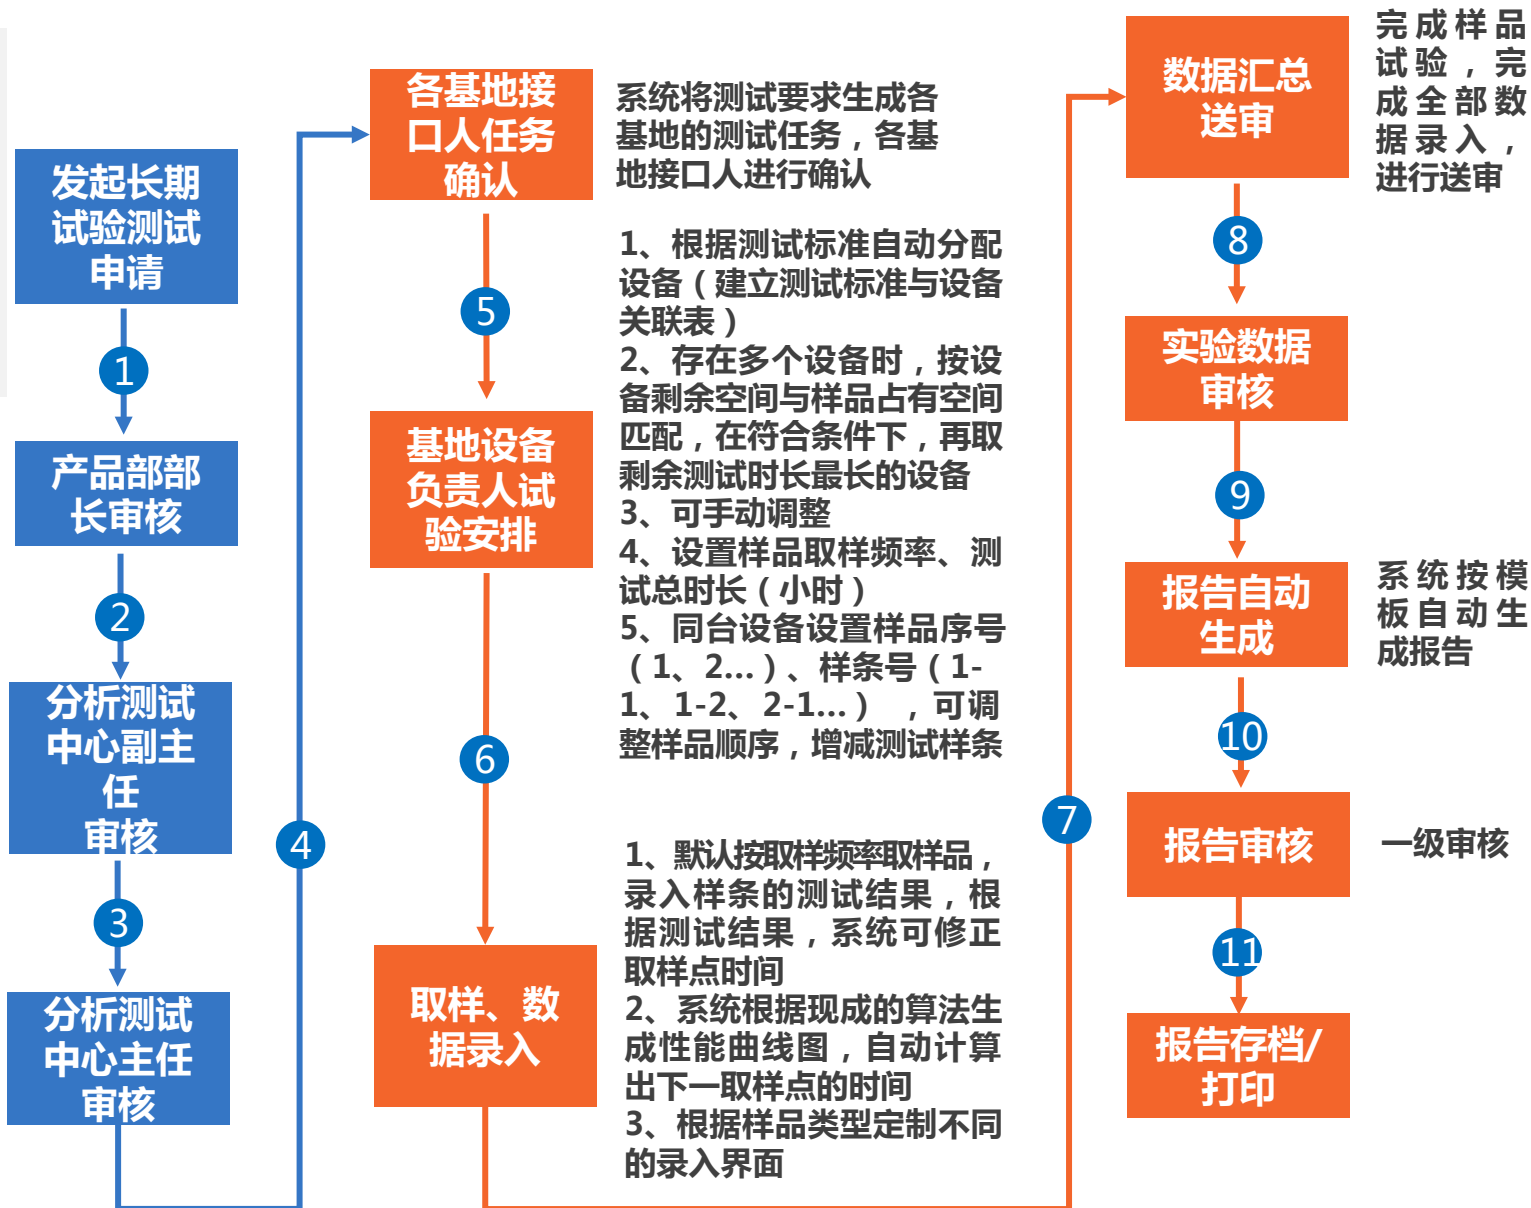 发起长期
试验测试
申请
1
产品部部
长审核
2
分析测试
中心副主
任
审核
3
分析测试
中心主任
审核
4
各基地接
口人任务
确认
系统将测试要求生成各
基地的测试任务，各基
地接口人进行确认
5
基地设备
负责人试
验安排
1、根据测试标准自动分配
设备（建立测试标准与设备
关联表）
2、存在多个设备时，按设
备剩余空间与样品占有空间
匹配，在符合条件下，再取
剩余测试时长最长的设备
3、可手动调整
4、设置样品取样频率、测
试总时长（小时）
5、同台设备设置样品序号
（1、2...）、样条号（1-
1、1-2、2-1...），可调
整样品顺序，增减测试样条
6
取样、数
据录入
1、默认按取样频率取样品，
录入样条的测试结果，根
据测试结果，系统可修正
取样点时间
2、系统根据现成的算法生
成性能曲线图，自动计算
出下一取样点的时间
3、根据样品类型定制不同
的录入界面
7
数据汇总
送审
完成样品
试验，完
成全部数
据录入，
进行送审
8
实验数据
审核
9
报告自动
生成
系统按模
板自动生
成报告
10
报告审核
一级审核
11
报告存档/
打印